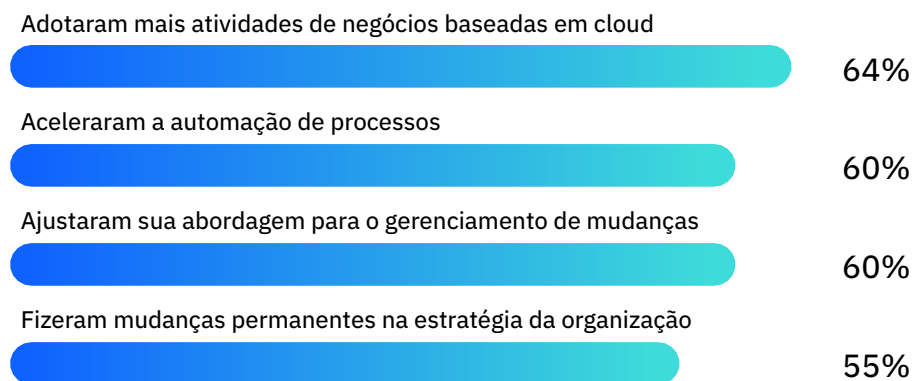 Adotaram mais atividades de negócios baseadas em cloud
64%
Aceleraram a automação de processos
60%
Ajustaram sua abordagem para o gerenciamento de mudanças
60%
Fizeram mudanças permanentes na estratégia da organização
55%